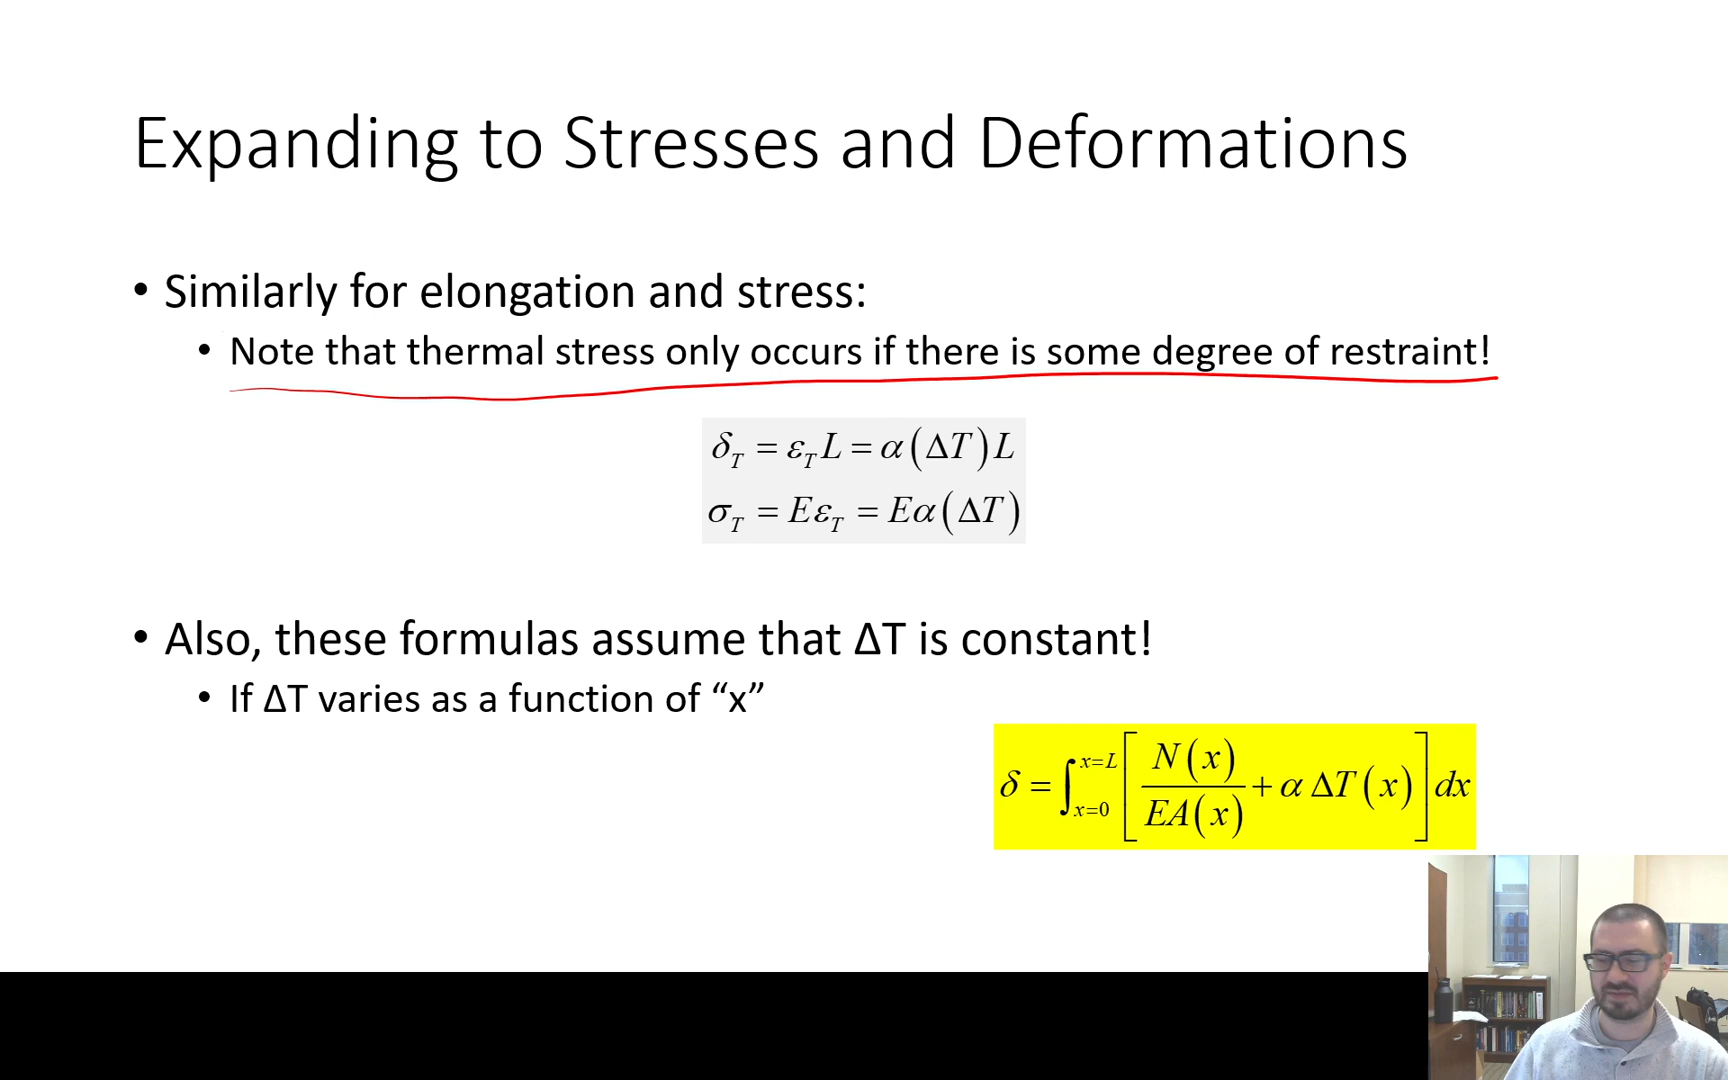 Expanding to Stresses and Deformations
• Similarly for elongation and stress:
• Note that thermal stress only occurs if there is some degree of restraint!
δ_T = ε_T L = α(ΔT)L
σ_T = Eε_T = Eα(ΔT)
• Also, these formulas assume that ΔT is constant!
• If ΔT varies as a function of “x”
δ = ∫_{x=0}^{x=L} [ N(x) / EA(x) + α ΔT(x) ] dx